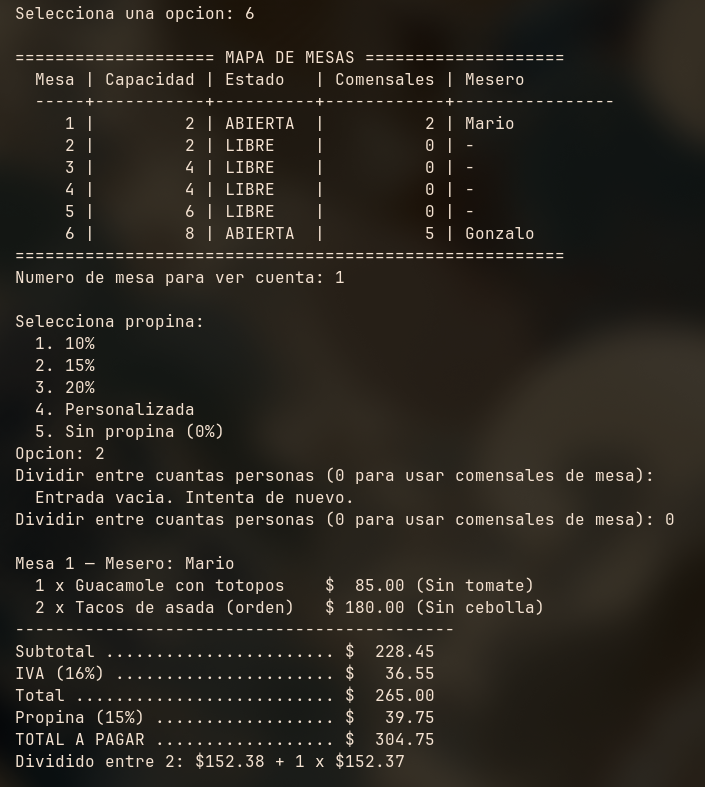 Selecciona una opcion: 6
==================== MAPA DE MESAS ====================
Mesa | Capacidad | Estado   | Comensales | Mesero
-----+-----------+----------+------------+----------------
1 |         2 | ABIERTA  |          2 | Mario
2 |         2 | LIBRE    |          0 | -
3 |         4 | LIBRE    |          0 | -
4 |         4 | LIBRE    |          0 | -
5 |         6 | LIBRE    |          0 | -
6 |         8 | ABIERTA  |          5 | Gonzalo
=======================================================
Numero de mesa para ver cuenta: 1
Selecciona propina:
1. 10%
2. 15%
3. 20%
4. Personalizada
5. Sin propina (0%)
Opcion: 2
Dividir entre cuantas personas (0 para usar comensales de mesa):
Entrada vacia. Intenta de nuevo.
Dividir entre cuantas personas (0 para usar comensales de mesa): 0
Mesa 1 — Mesero: Mario
1 x Guacamole con totopos    $  85.00 (Sin tomate)
2 x Tacos de asada (orden)   $ 180.00 (Sin cebolla)
--------------------------------------------
Subtotal ....................... $  228.45
IVA (16%) ...................... $   36.55
Total .......................... $  265.00
Propina (15%) .................. $   39.75
TOTAL A PAGAR .................. $  304.75
Dividido entre 2: $152.38 + 1 x $152.37